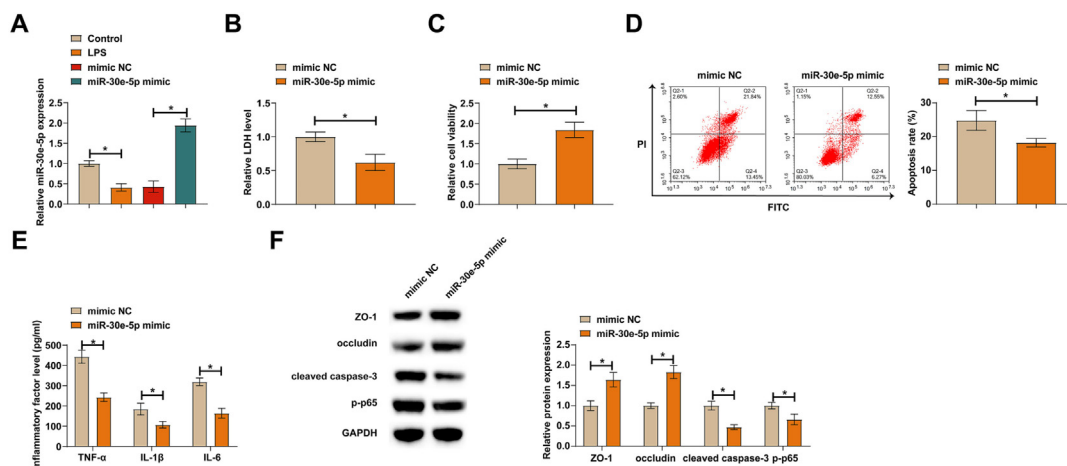 A
Control
LPS
mimic NC
miR-30e-5p mimic
Relative miR-30e-5p expression
2.5
2.0
1.5
1.0
0.5
0.0
*
*
B
mimic NC
miR-30e-5p mimic
Relative LDH level
2.0
1.5
1.0
0.5
0.0
*
C
mimic NC
miR-30e-5p mimic
Relative cell viability
2.5
2.0
1.5
1.0
0.5
0.0
*
D
mimic NC
miR-30e-5p mimic
Q2-1
2.60%
Q2-2
21.84%
Q2-3
62.12%
Q2-4
13.45%
Q2-1
1.15%
Q2-2
12.55%
Q2-3
80.03%
Q2-4
6.27%
PI
FITC
mimic NC
miR-30e-5p mimic
Apoptosis rate (%)
30
20
10
0
*
E
mimic NC
miR-30e-5p mimic
nflammatory factor level (pg/ml)
500
400
300
200
100
0
*
*
*
TNF-α IL-1β IL-6
F
mimic NC
miR-30e-5p mimic
ZO-1
occludin
cleaved caspase-3
p-p65
GAPDH
mimic NC
miR-30e-5p mimic
Relative protein expression
2.5
2.0
1.5
1.0
0.5
0.0
*
*
*
*
ZO-1 occludin cleaved caspase-3 p-p65